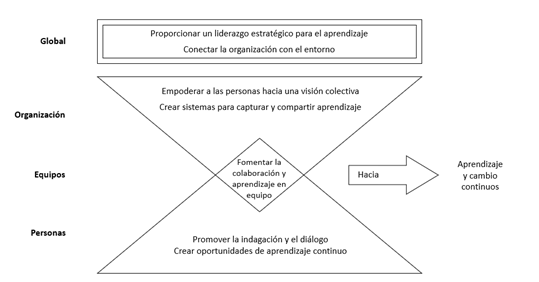 Global
Proporcionar un liderazgo estratégico para el aprendizaje
Conectar la organización con el entorno
Organización
Empoderar a las personas hacia una visión colectiva
Crear sistemas para capturar y compartir aprendizaje
Equipos
Fomentar la
colaboración y
aprendizaje en
equipo
Hacia
Aprendizaje
y cambio
continuos
Personas
Promover la indagación y el diálogo
Crear oportunidades de aprendizaje continuo